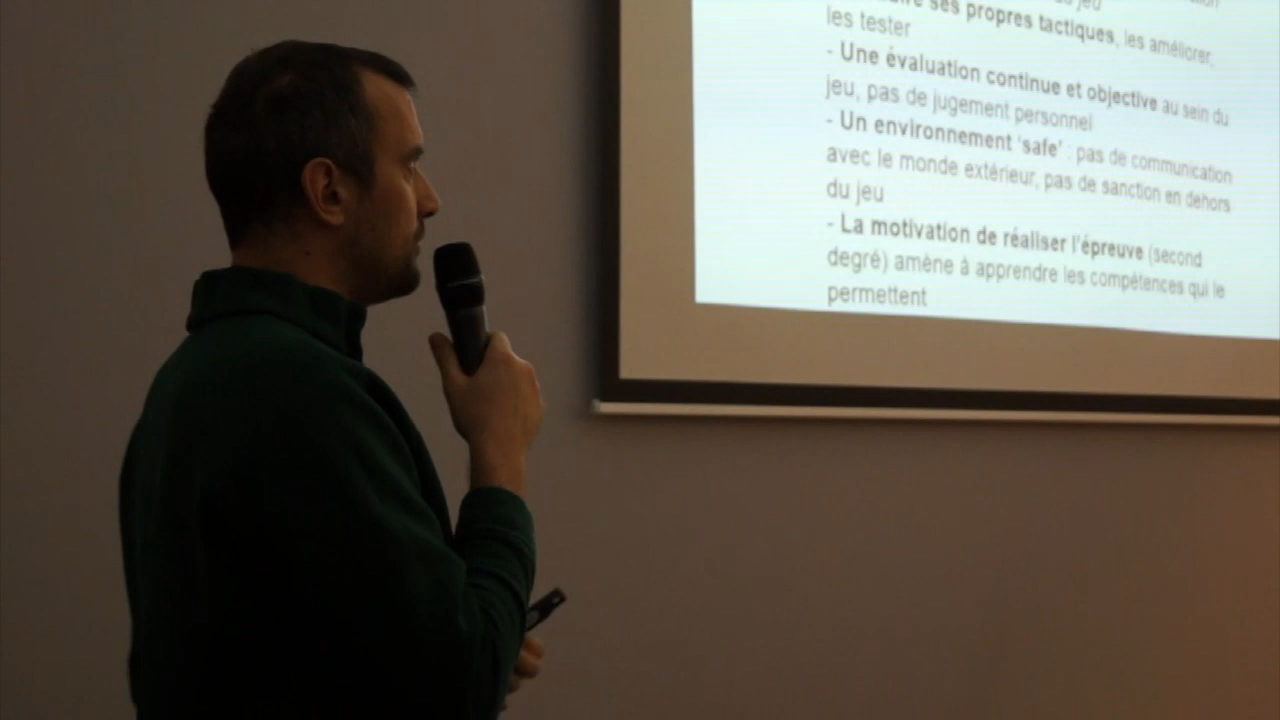 du jeu
ses propres tactiques, les améliorer,
les tester
- Une évaluation continue et objective au sein du
jeu, pas de jugement personnel
- Un environnement 'safe' : pas de communication
avec le monde extérieur, pas de sanction en dehors
du jeu
- La motivation de réaliser l'épreuve (second
degré) amène à apprendre les compétences qui le
permettent